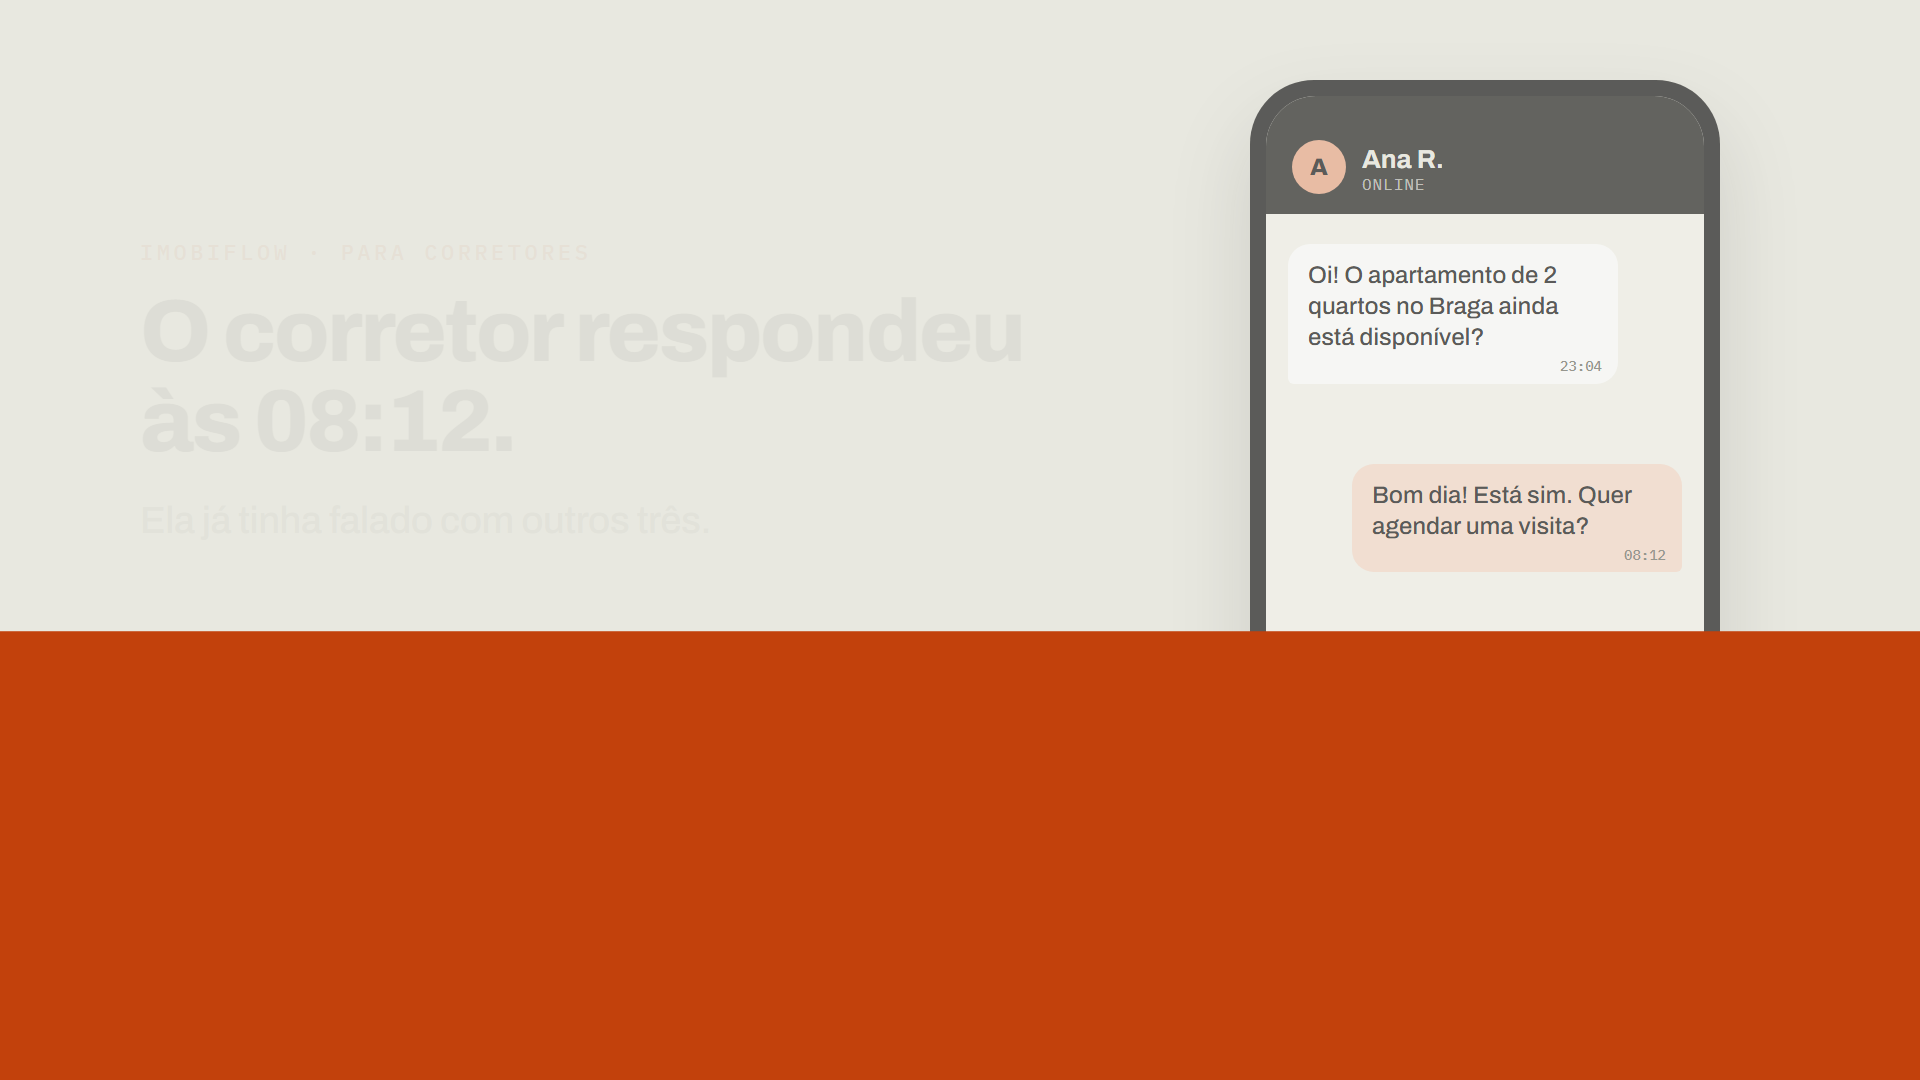 IMOBIFLOW · PARA CORRETORES
O corretor respondeu
às 08:12.
Ela já tinha falado com outros três.
A
Ana R.
ONLINE
Oi! O apartamento de 2
quartos no Braga ainda
está disponível?
23:04
Bom dia! Está sim. Quer
agendar uma visita?
08:12